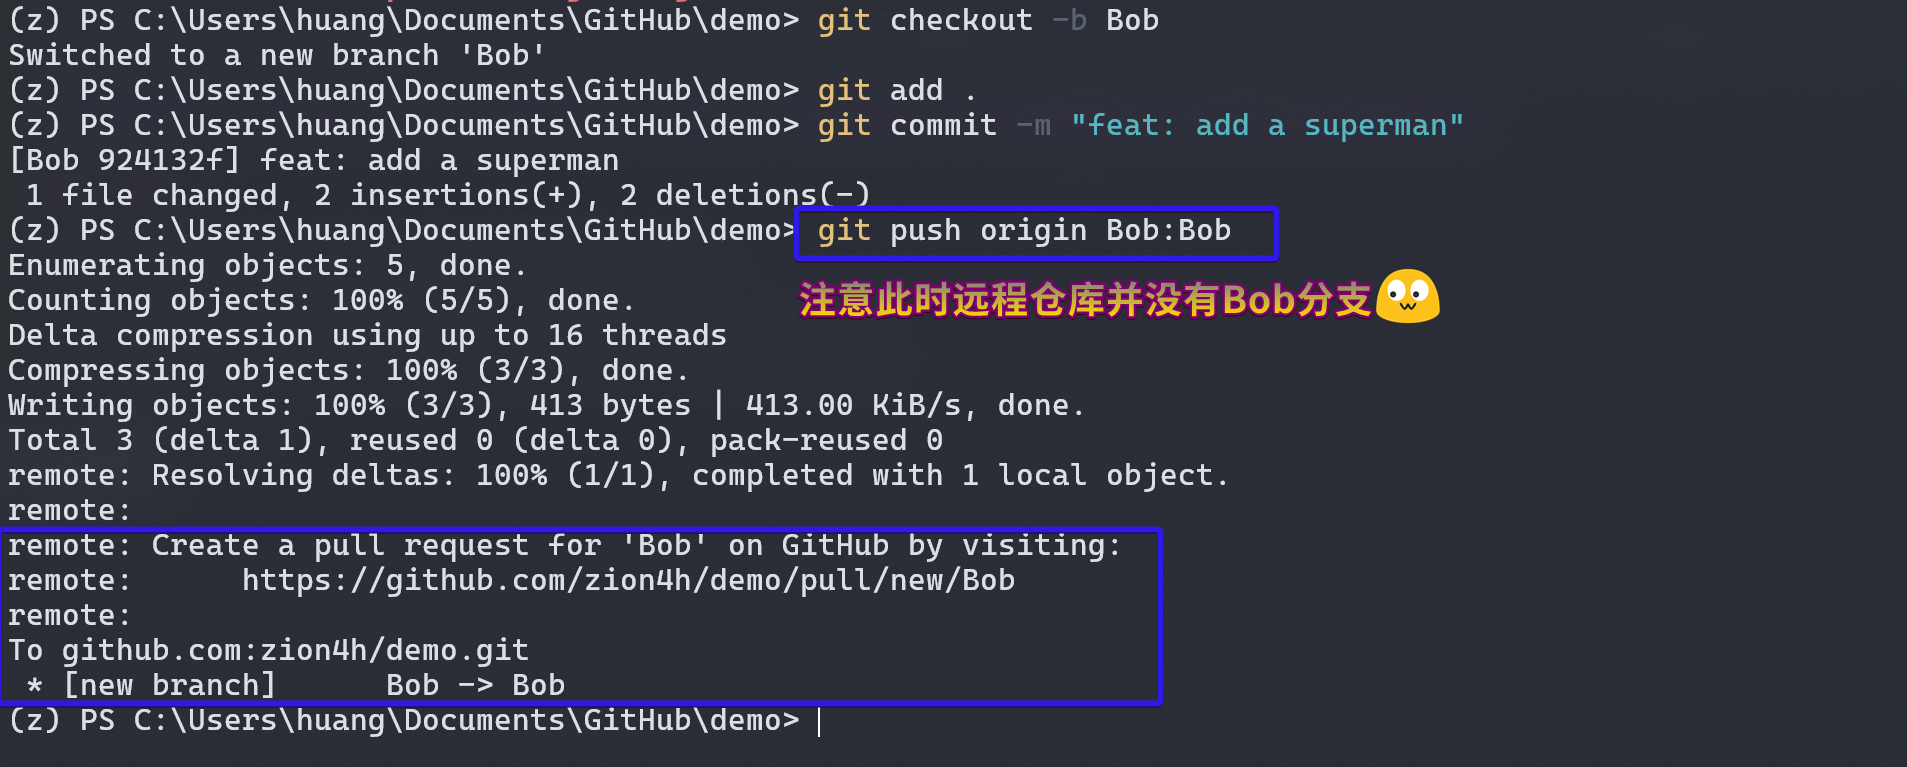 (z) PS C:\Users\huang\Documents\GitHub\demo> git checkout -b Bob
Switched to a new branch 'Bob'
(z) PS C:\Users\huang\Documents\GitHub\demo> git add .
(z) PS C:\Users\huang\Documents\GitHub\demo> git commit -m "feat: add a superman"
[Bob 924132f] feat: add a superman
 1 file changed, 2 insertions(+), 2 deletions(-)
(z) PS C:\Users\huang\Documents\GitHub\demo> git push origin Bob:Bob
Enumerating objects: 5, done.
注意此时远程仓库并没有Bob分支
Counting objects: 100% (5/5), done.
Delta compression using up to 16 threads
Compressing objects: 100% (3/3), done.
Writing objects: 100% (3/3), 413 bytes | 413.00 KiB/s, done.
Total 3 (delta 1), reused 0 (delta 0), pack-reused 0
remote: Resolving deltas: 100% (1/1), completed with 1 local object.
remote:
remote: Create a pull request for 'Bob' on GitHub by visiting:
remote:      https://github.com/zion4h/demo/pull/new/Bob
remote:
To github.com:zion4h/demo.git
 * [new branch]      Bob -> Bob
(z) PS C:\Users\huang\Documents\GitHub\demo>